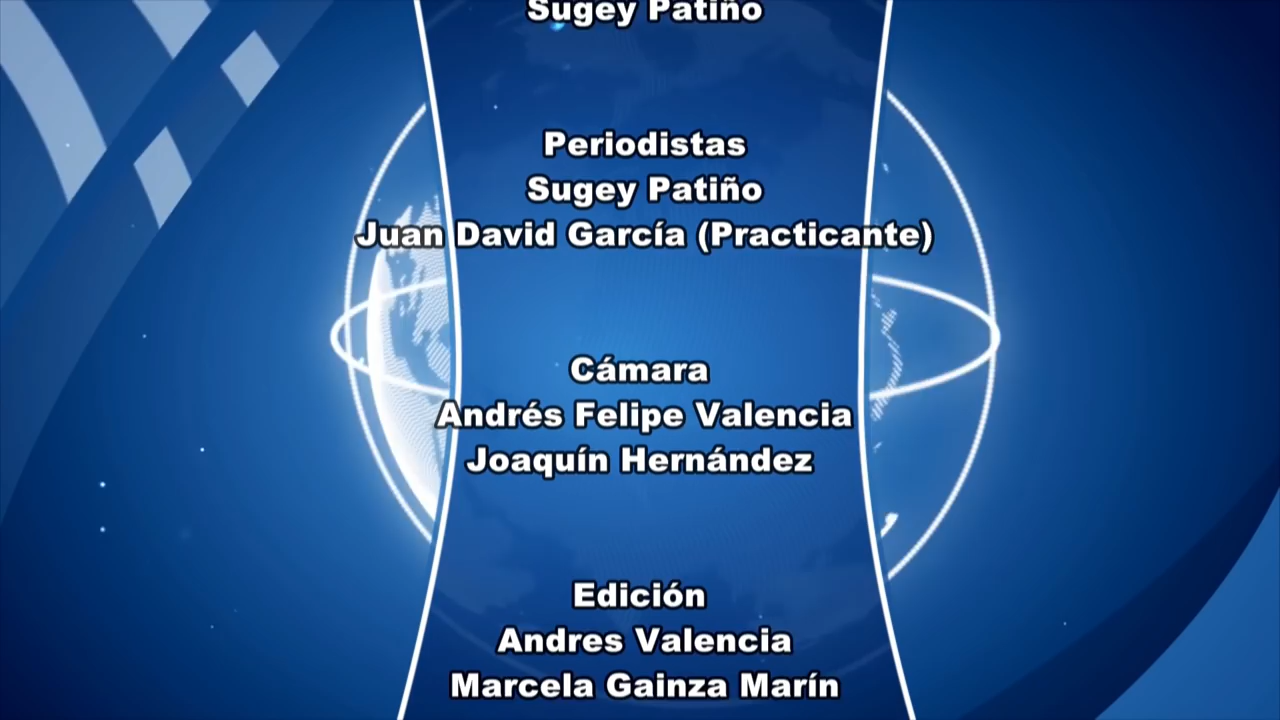 Sugey Patiño
Periodistas
Sugey Patiño
Juan David García (Practicante)
Cámara
Andrés Felipe Valencia
Joaquín Hernández
Edición
Andres Valencia
Marcela Gainza Marín